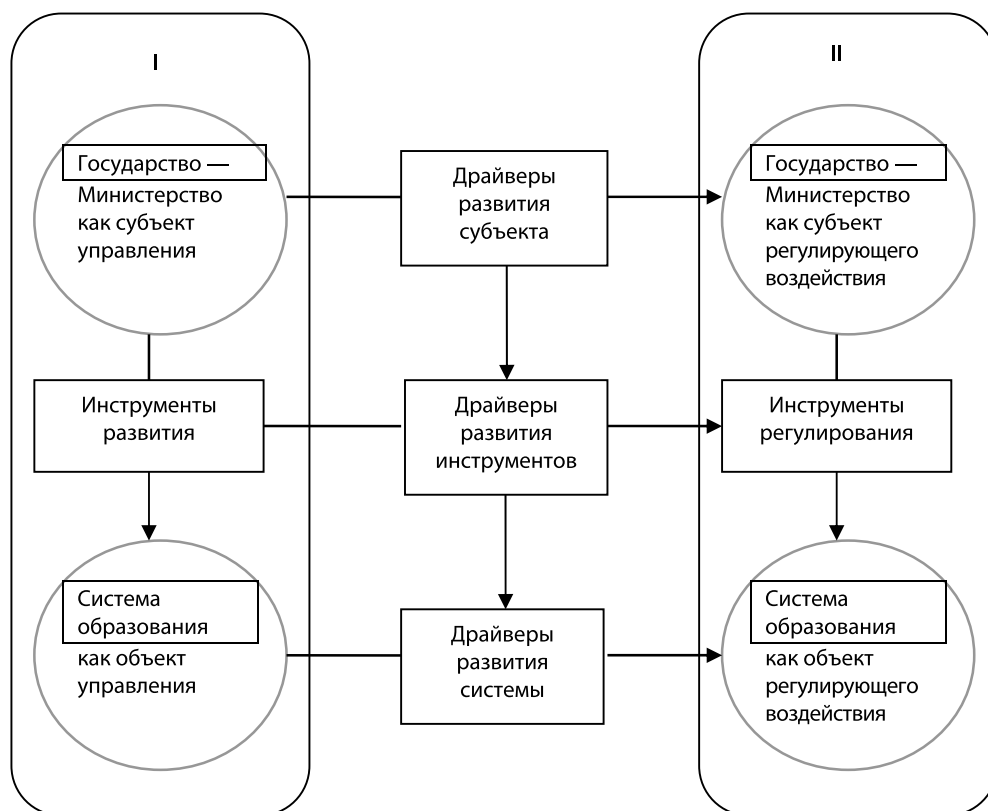 I
II
Государство —
Министерство
как субъект
управления
Драйверы
развития
субъекта
Государство —
Министерство
как субъект
регулирующего
воздействия
Инструменты
развития
Драйверы
развития
инструментов
Инструменты
регулирования
Система
образования
как объект
управления
Драйверы
развития
системы
Система
образования
как объект
регулирующего
воздействия